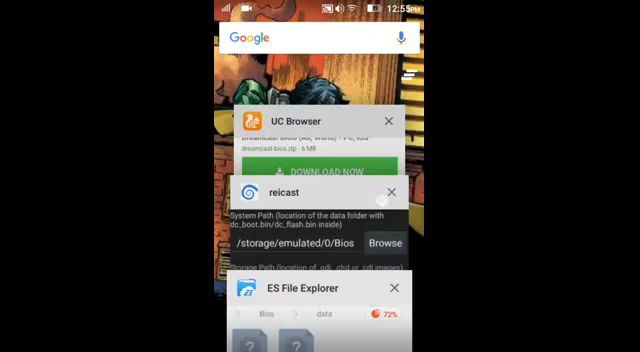 12:55PM
Google
UC Browser
Dreamcast Bios (All, World) - PC, iOS
dreamcast-bios.zip - 6 MB
DOWNLOAD NOW
reicast
System Path (location of the data folder with
dc_boot.bin/dc_flash.bin inside)
/storage/emulated/0/Bios Browse
Storage Path (location of .gdi, .chd or .cdi images)
ES File Explorer
Bios data 72%